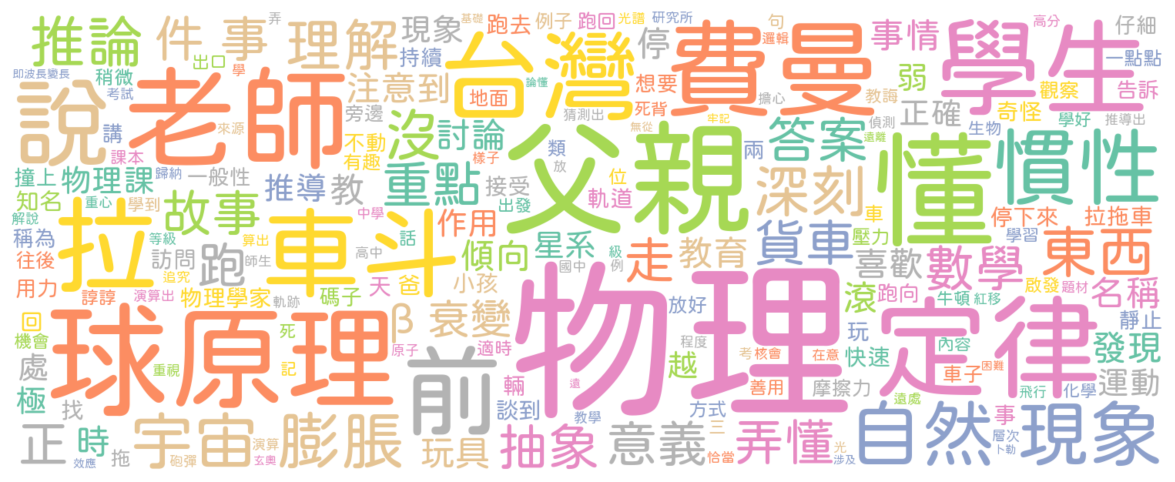 推論 件 事 理解 現象 出口 弄 基礎 跑去 例子 跑回 光譜 研究所 句 邏輯 事情 高分 仔細
即波長變長 稍微 考試 學 持續 台灣 停 費曼 學生 一點點
說 老師 注意到 地面 論懂 想要 死背 擔心 教誨 弱 觀察 告訴
講 來源 旁邊 沒 討論 猜測出 牢記 無從 答案 偵測 遠離 正確 奇怪 生物 學好 推導出
課本 歸納 不動 有趣 樣子 父親 類 放 兩 懂 慣性
撞上 物理課 一般性 推導 教 重點 接受 出發 位 軌道 深刻
知名 重心 學到 故事 中學 作用 車 停下來 拉拖車
解說 稱為 拉 等級 算出 車斗 話 傾向 星系 級 走 教育 貨車 壓力 學習 東西
往後 訪問 師生 跑 高中 爸 國中 例 喜歡 數學 啟發 題材
用力 諄諄 追究 演算出 物理學家 軌跡 碼子 天 小孩 物理 放好 滾 跑向 牛頓 紅移 名稱
回 機會 球原理 死 β 衰變 原子 適時 程度 玩 定律 靜止
處 重視 記 前 遠 輛 越 考 核會 在意 快速 內容 車子 困難 發現
極 找 善用 摩擦力 飛行 化學 運動
正 時 拖 宇宙 演算 膨脹 談到 教學 方式 三 遠處 自然現象 事 層次
效應 砲彈 玄奧 玩具 抽象 意義 恰當 弄懂 光 涉及 卜勒